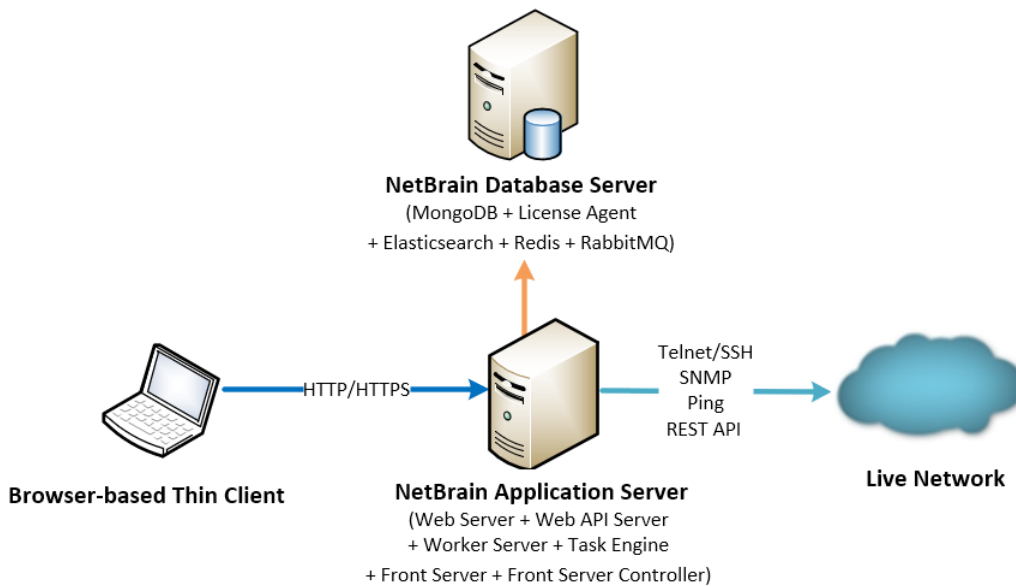 NetBrain Database Server
(MongoDB + License Agent
+ Elasticsearch + Redis + RabbitMQ)
HTTP/HTTPS
Telnet/SSH
SNMP
Ping
REST API
Browser-based Thin Client
NetBrain Application Server
(Web Server + Web API Server
+ Worker Server + Task Engine
+ Front Server + Front Server Controller)
Live Network